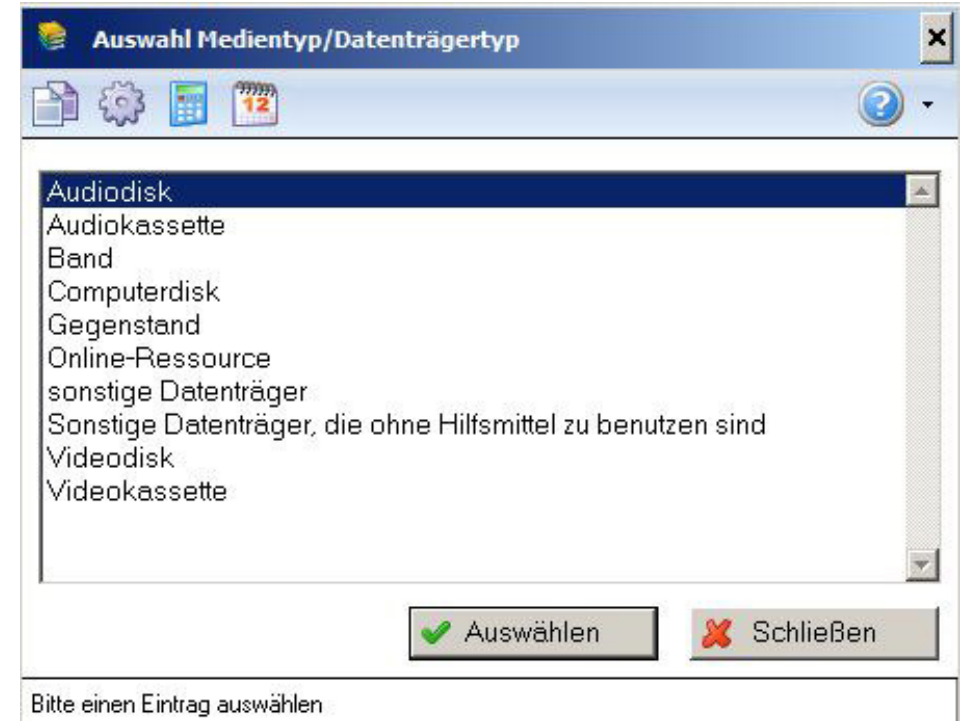 Auswahl Medientyp/Datenträgertyp
12
Audiodisk
Audiokassette
Band
Computerdisk
Gegenstand
Online-Ressource
sonstige Datenträger
Sonstige Datenträger, die ohne Hilfsmittel zu benutzen sind
Videodisk
Videokassette
Auswählen
Schließen
Bitte einen Eintrag auswählen